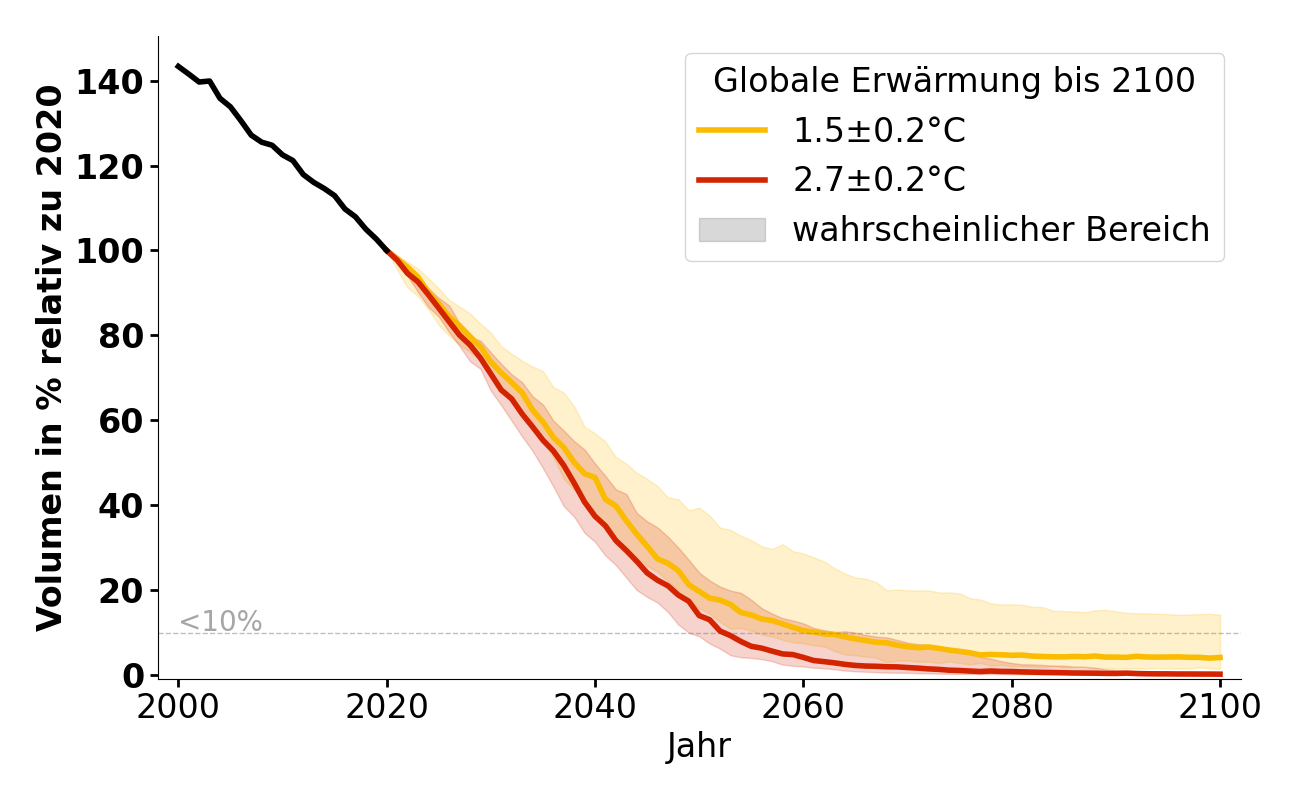 Volumen in % relativ zu 2020
140
120
100
80
60
40
20
0
<10%
Globale Erwärmung bis 2100
1.5±0.2°C
2.7±0.2°C
wahrscheinlicher Bereich
2000 2020 2040 2060 2080 2100
Jahr